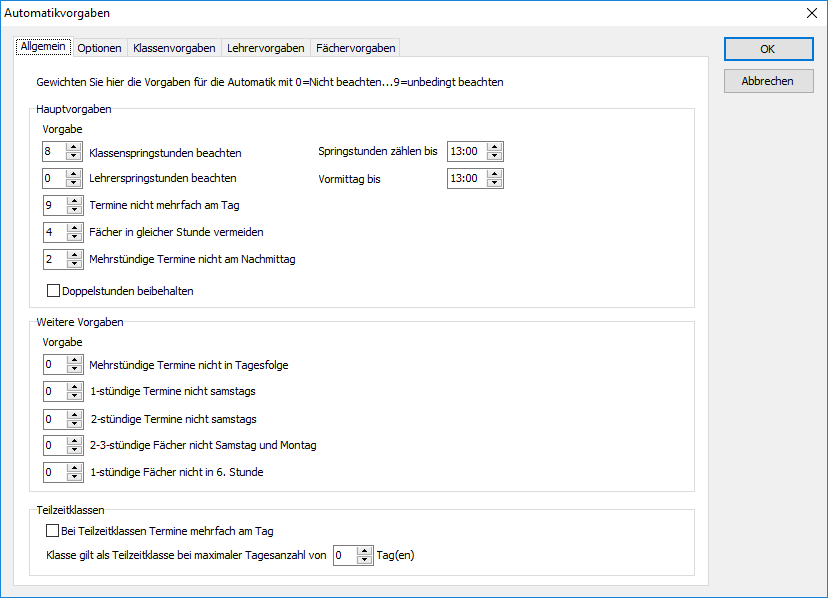 Automatikvorgaben
Allgemein Optionen Klassenvorgaben Lehrervorgaben Fächervorgaben
OK
Abbrechen
Gewichten Sie hier die Vorgaben für die Automatik mit 0=Nicht beachten...9=unbedingt beachten
Hauptvorgaben
Vorgabe
8 Klassenspringstunden beachten Springstunden zählen bis 13:00
0 Lehrerspringstunden beachten Vormittag bis 13:00
9 Termine nicht mehrfach am Tag
4 Fächer in gleicher Stunde vermeiden
2 Mehrstündige Termine nicht am Nachmittag
Doppelstunden beibehalten
Weitere Vorgaben
Vorgabe
0 Mehrstündige Termine nicht in Tagesfolge
0 1-stündige Termine nicht samstags
0 2-stündige Termine nicht samstags
0 2-3-stündige Fächer nicht Samstag und Montag
0 1-stündige Fächer nicht in 6. Stunde
Teilzeitklassen
Bei Teilzeitklassen Termine mehrfach am Tag
Klasse gilt als Teilzeitklasse bei maximaler Tagesanzahl von 0 Tag(en)